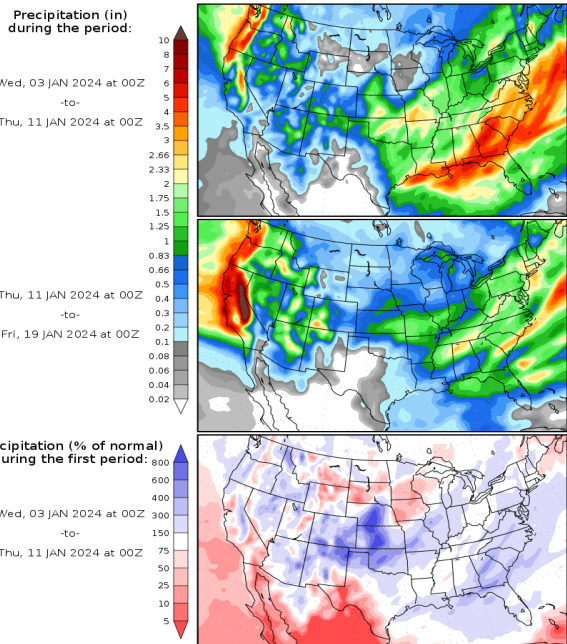 Precipitation (in)
during the period:
10
8
7
6
5
4
3.5
3
2.66
2.33
2
1.75
1.5
1.25
1
0.83
0.66
0.5
0.4
0.3
0.2
0.1
0.08
0.06
0.04
0.02
Wed, 03 JAN 2024 at 00Z
-to-
Thu, 11 JAN 2024 at 00Z
Thu, 11 JAN 2024 at 00Z
-to-
Fri, 19 JAN 2024 at 00Z
cipitation (% of normal)
uring the first period:
800
600
400
300
150
75
50
25
10
5
Wed, 03 JAN 2024 at 00Z
-to-
Thu, 11 JAN 2024 at 00Z